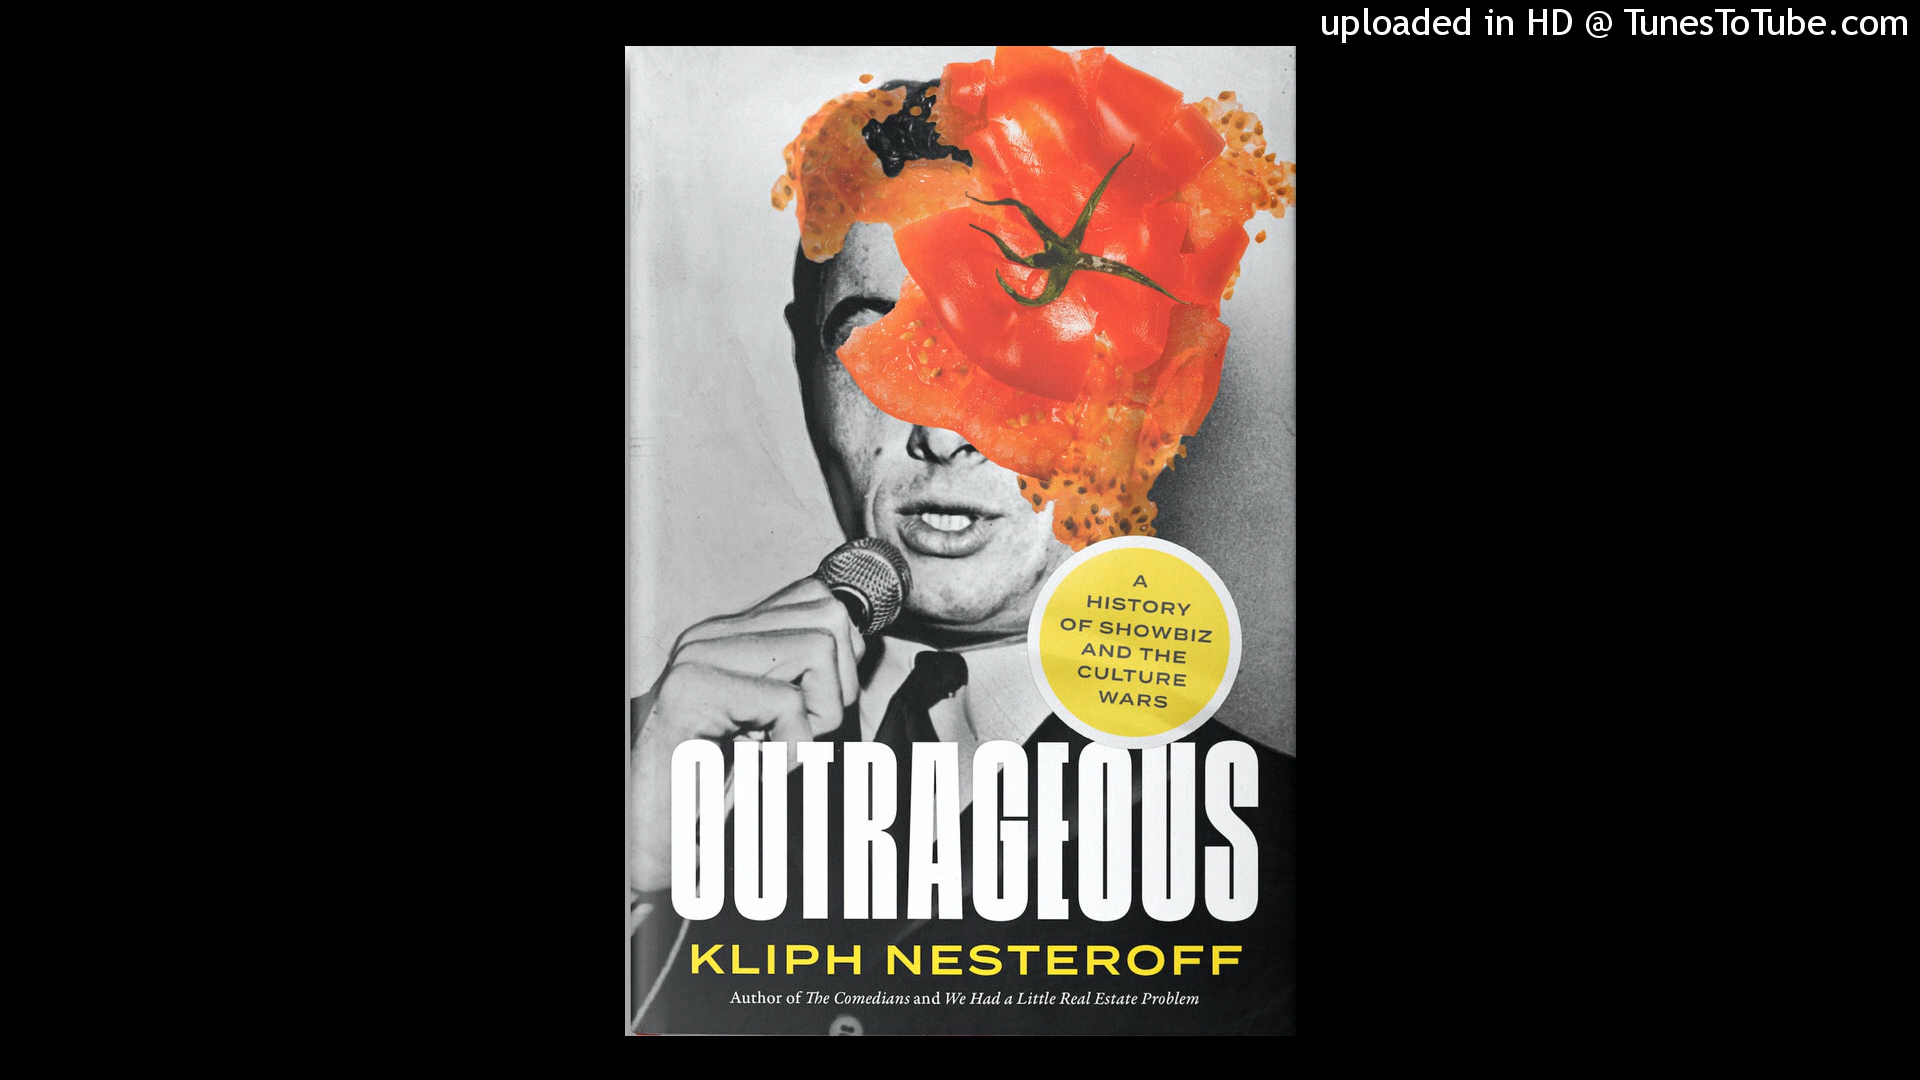 uploaded in HD @ TunesToTube.com
A
HISTORY
OF SHOWBIZ
AND THE
CULTURE
WARS
OUTRAGEOUS
KLIPH NESTEROFF
Author of The Comedians and We Had a Little Real Estate Problem